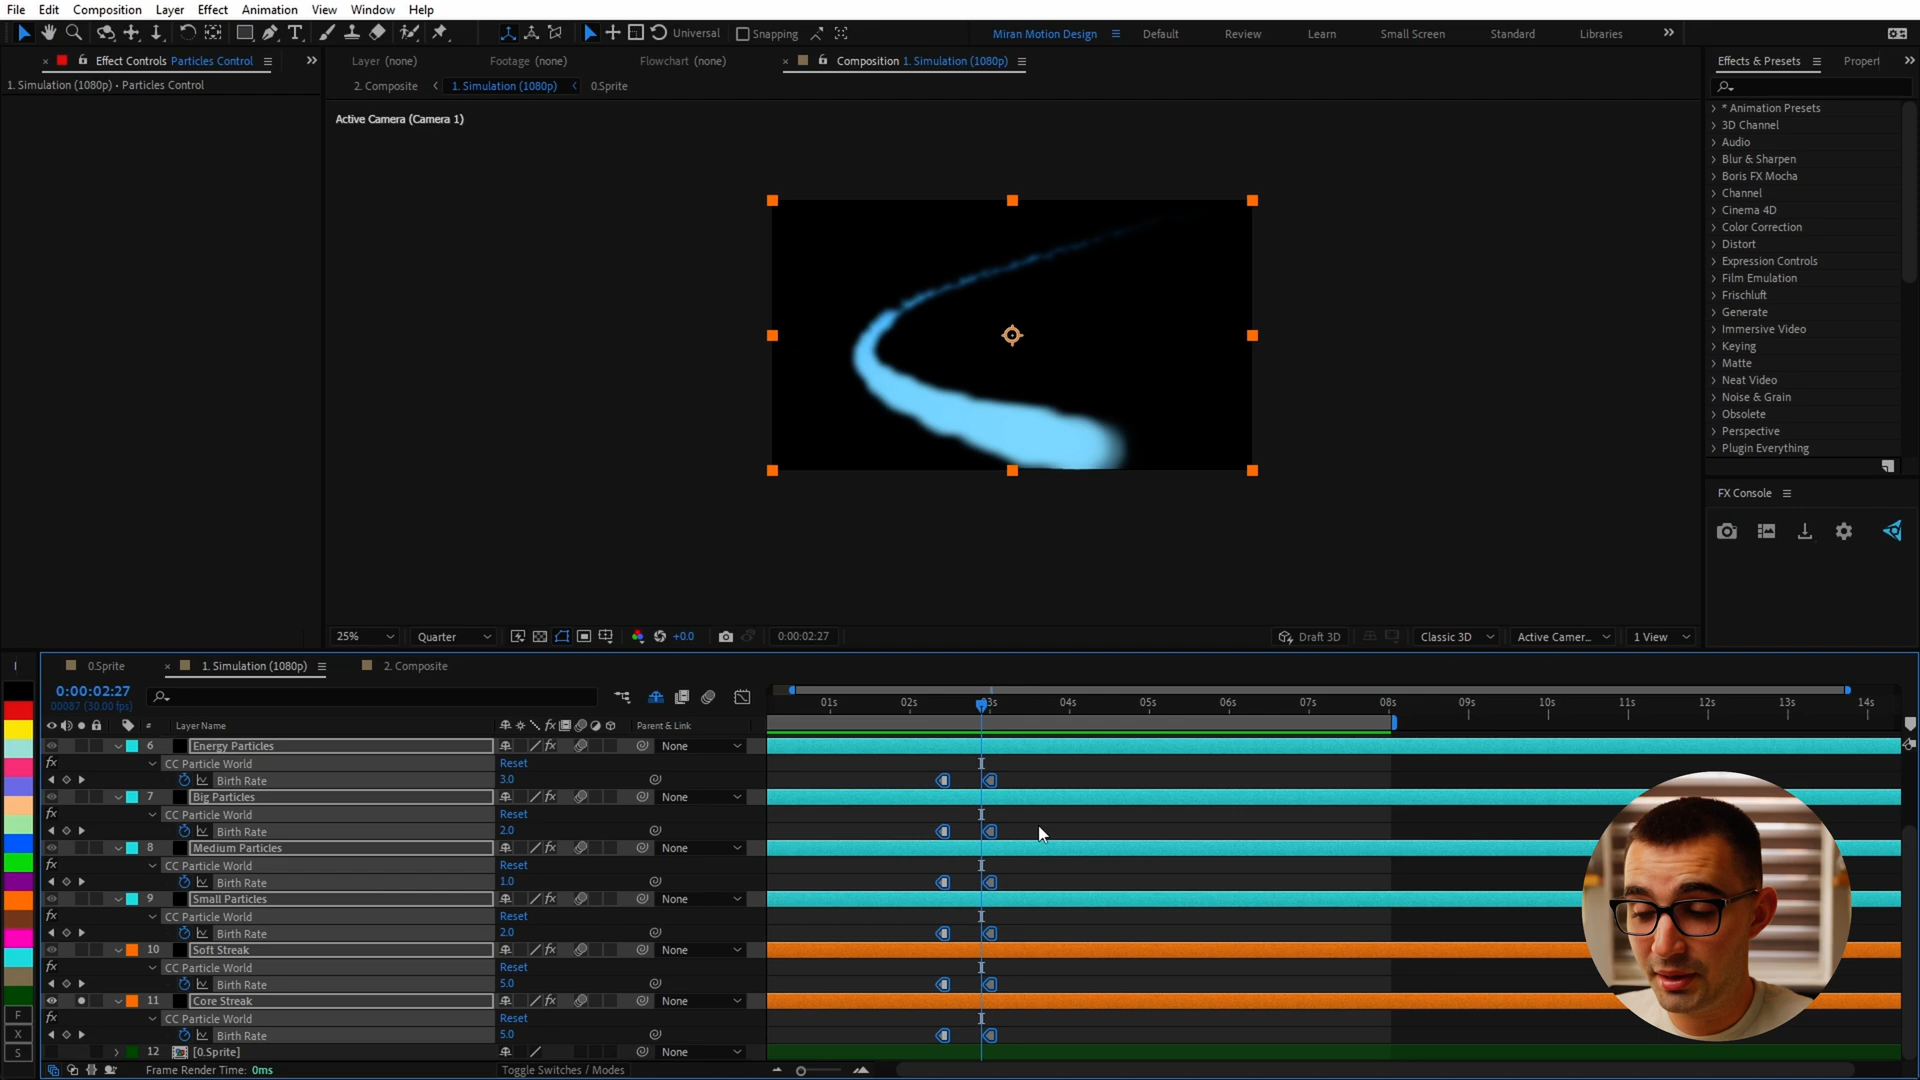 File Edit Composition Layer Effect Animation View Window Help
Universal Snapping Miran Motion Design Default Review Learn Small Screen Standard Libraries
Effect Controls Particles Control
Layer (none) Footage (none) Flowchart (none) Composition 1. Simulation (1080p)
Effects & Presets Propert
1. Simulation (1080p) • Particles Control
2. Composite 1. Simulation (1080p) 0.Sprite
Active Camera (Camera 1)
* Animation Presets
3D Channel
Audio
Blur & Sharpen
Boris FX Mocha
Channel
Cinema 4D
Color Correction
Distort
Expression Controls
Film Emulation
Frischluft
Generate
Immersive Video
Keying
Matte
Neat Video
Noise & Grain
Obsolete
Perspective
Plugin Everything
FX Console
25% Quarter +0.0 0:00:02:27 Draft 3D Classic 3D Active Camer... 1 View
0.Sprite 1. Simulation (1080p) 2. Composite
0:00:02:27
00087 (30.00 fps)
01s 02s 03s 04s 05s 06s 07s 08s 09s 10s 11s 12s 13s 14s
# Layer Name Parent & Link
6 Energy Particles None
fx CC Particle World Reset
Birth Rate 3.0
7 Big Particles None
fx CC Particle World Reset
Birth Rate 2.0
8 Medium Particles None
fx CC Particle World Reset
Birth Rate 1.0
9 Small Particles None
fx CC Particle World Reset
Birth Rate 2.0
10 Soft Streak None
fx CC Particle World Reset
Birth Rate 5.0
11 Core Streak None
fx CC Particle World Reset
Birth Rate 5.0
12 [0.Sprite] None
F
X
S
Frame Render Time: 0ms Toggle Switches / Modes